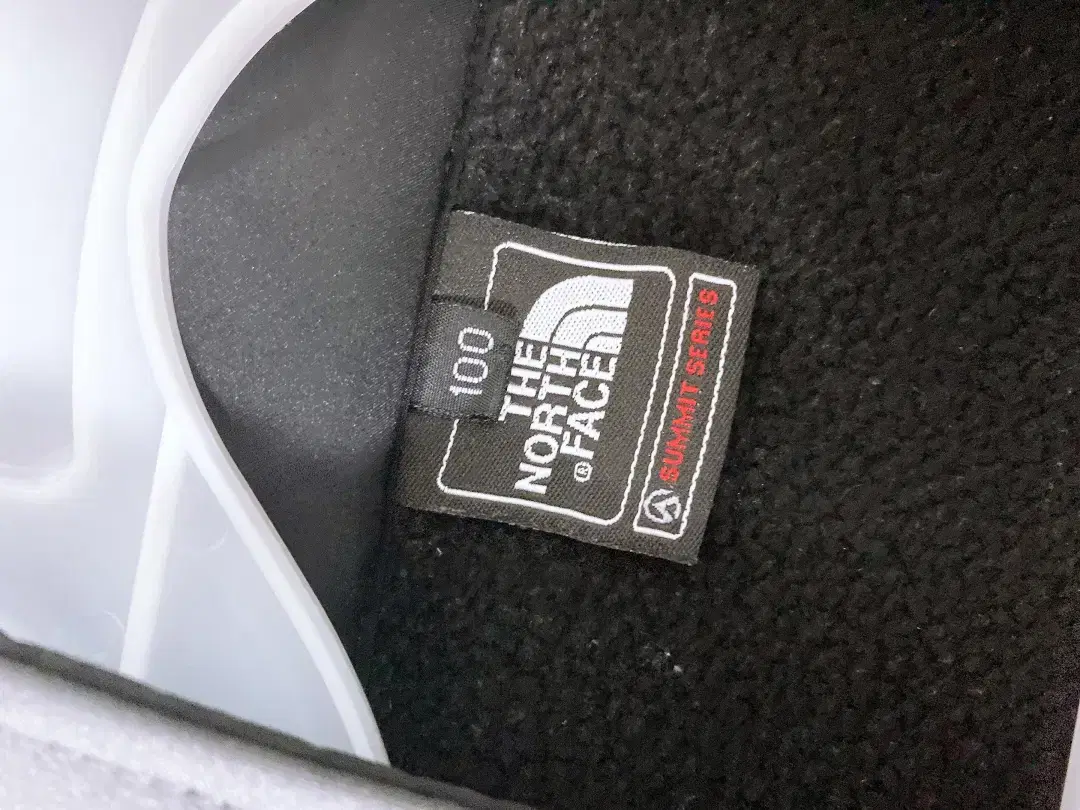 100
THE
NORTH
FACE®
SUMMIT SERIES